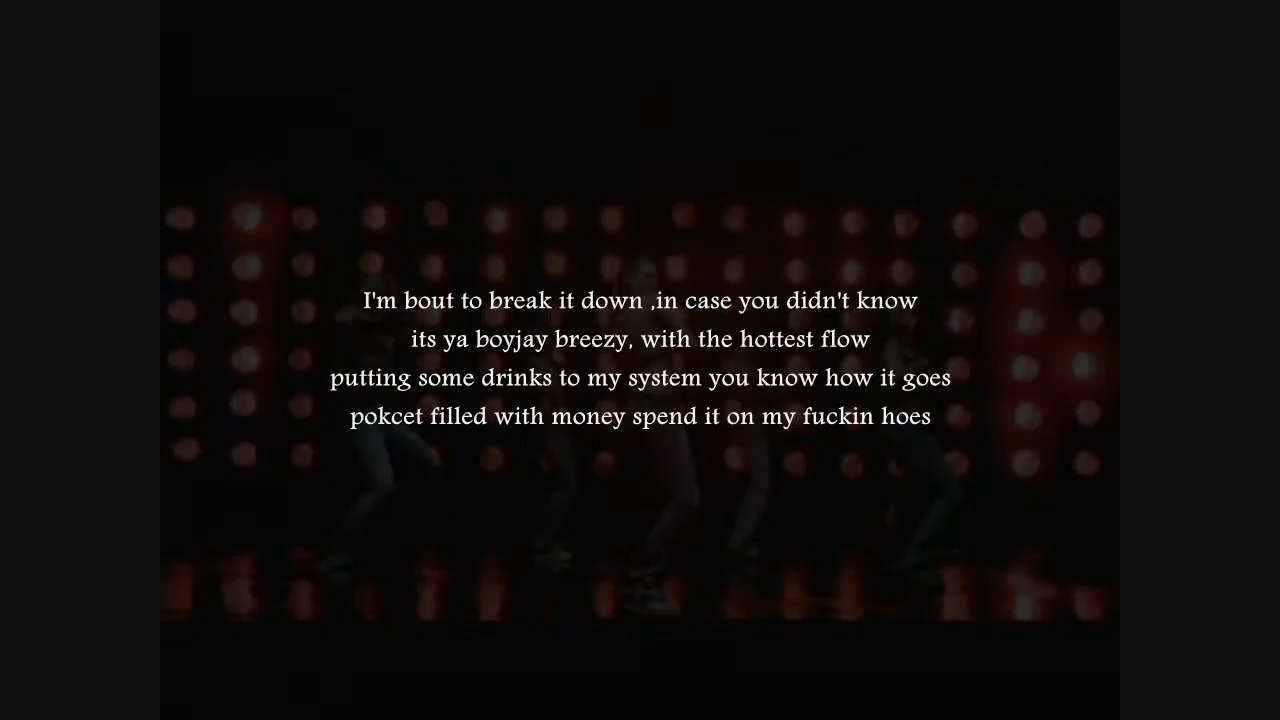 I'm bout to break it down ,in case you didn't know
its ya boyjay breezy, with the hottest flow
putting some drinks to my system you know how it goes
pokcet filled with money spend it on my fuckin hoes